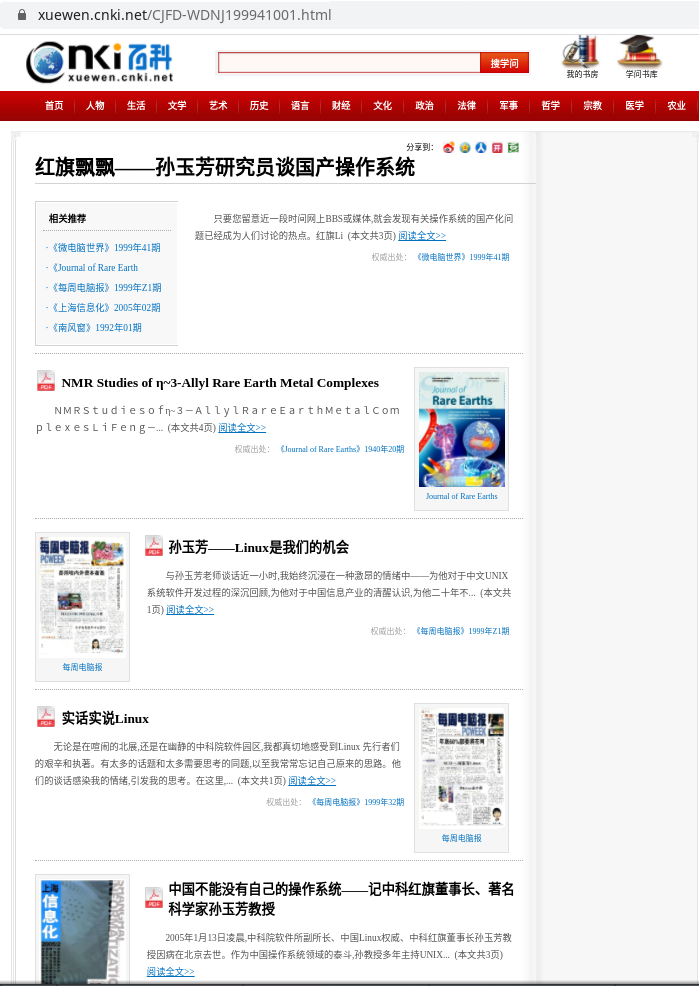 xuewen.cnki.net/CJFD-WDNJ199941001.html
cnki 百科
xuewen.cnki.net
搜学问
我的书房
学问书库
首页 人物 生活 文学 艺术 历史 语言 财经 文化 政治 法律 军事 哲学 宗教 医学 农业
分享到:
红旗飘飘——孙玉芳研究员谈国产操作系统
相关推荐
·《微电脑世界》1999年41期
·《Journal of Rare Earth
·《每周电脑报》1999年Z1期
·《上海信息化》2005年02期
·《南风窗》1992年01期
只要您留意近一段时间网上BBS或媒体,就会发现有关操作系统的国产化问
题已经成为人们讨论的热点。红旗Li (本文共3页) 阅读全文>>
权威出处: 《微电脑世界》1999年41期
NMR Studies of η~3-Allyl Rare Earth Metal Complexes
ＮＭＲＳｔｕｄｉｅｓｏｆη~３－ＡｌｌｙｌＲａｒｅＥａｒｔｈＭｅｔａｌＣｏｍ
ｐｌｅｘｅｓＬｉＦｅｎｇ－... (本文共4页) 阅读全文>>
权威出处: 《Journal of Rare Earths》1940年20期
Journal of
Rare Earths
Journal of Rare Earths
每周电脑报
PCWEEK
每周电脑报
孙玉芳——Linux是我们的机会
与孙玉芳老师谈话近一小时,我始终沉浸在一种激昂的情绪中——为他对于中文UNIX
系统软件开发过程的深沉回顾,为他对于中国信息产业的清醒认识,为他二十年不... (本文共
1页) 阅读全文>>
权威出处: 《每周电脑报》1999年Z1期
实话实说Linux
无论是在喧闹的北展,还是在幽静的中科院软件园区,我都真切地感受到Linux 先行者们
的艰辛和执著。有太多的话题和太多需要思考的问题,以至我常常忘记自己原来的思路。他
们的谈话感染我的情绪,引发我的思考。在这里,... (本文共1页) 阅读全文>>
权威出处: 《每周电脑报》1999年32期
每周电脑报
PCWEEK
每周电脑报
上海
信息化
中国不能没有自己的操作系统——记中科红旗董事长、著名
科学家孙玉芳教授
2005年1月13日凌晨,中科院软件所副所长、中国Linux权威、中科红旗董事长孙玉芳教
授因病在北京去世。作为中国操作系统领域的泰斗,孙教授多年主持UNIX... (本文共3页)
阅读全文>>